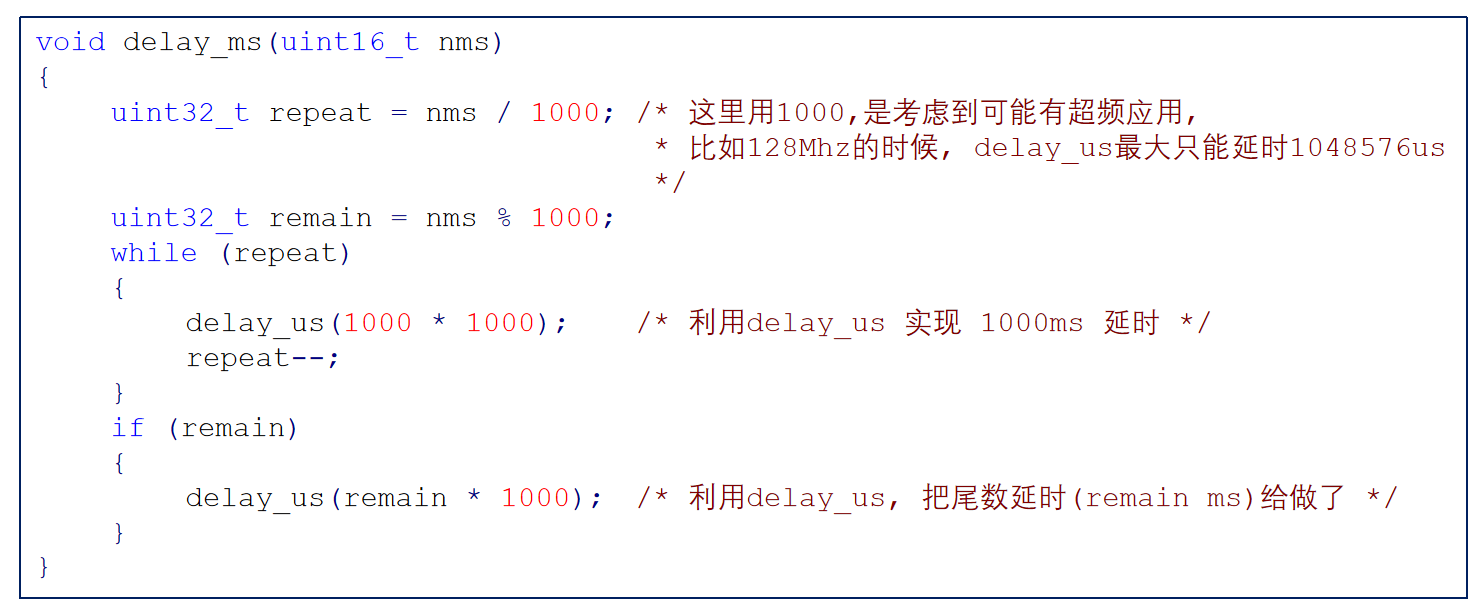 void delay_ms(uint16_t nms)
{
uint32_t repeat = nms / 1000; /* 这里用1000,是考虑到可能有超频应用,
* 比如128Mhz的时候, delay_us最大只能延时1048576us
*/
uint32_t remain = nms % 1000;
while (repeat)
{
delay_us(1000 * 1000); /* 利用delay_us 实现 1000ms 延时 */
repeat--;
}
if (remain)
{
delay_us(remain * 1000); /* 利用delay_us, 把尾数延时(remain ms)给做了 */
}
}